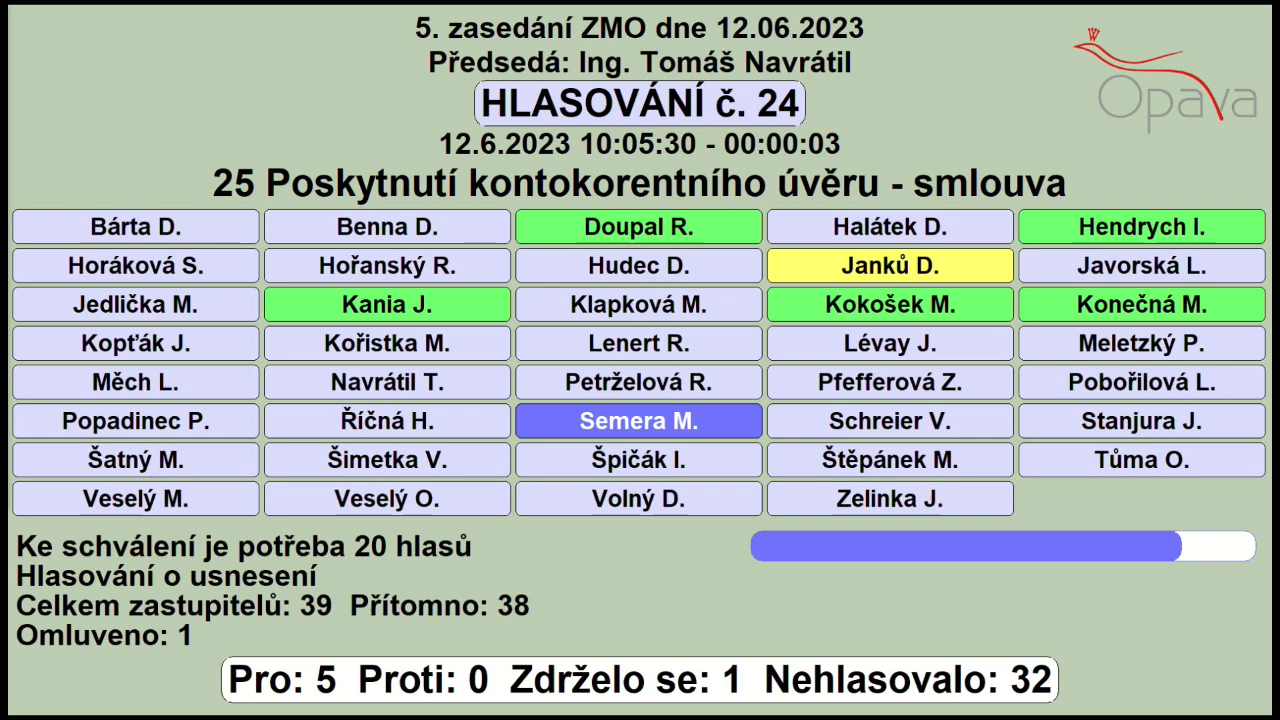 5. zasedání ZMO dne 12.06.2023
Předsedá: Ing. Tomáš Navrátil
Opava
HLASOVÁNÍ č. 24
12.6.2023 10:05:30 - 00:00:03
25 Poskytnutí kontokorentního úvěru - smlouva
Bárta D. Benna D. Doupal R. Halátek D. Hendrych I.
Horáková S. Hořanský R. Hudec D. Janků D. Javorská L.
Jedlička M. Kania J. Klapková M. Kokošek M. Konečná M.
Kopťák J. Kořistka M. Lenert R. Lévay J. Meletzký P.
Měch L. Navrátil T. Petrželová R. Pfefferová Z. Pobořilová L.
Popadinec P. Říčná H. Semera M. Schreier V. Stanjura J.
Šatný M. Šimetka V. Špičák I. Štěpánek M. Tůma O.
Veselý M. Veselý O. Volný D. Zelinka J.
Ke schválení je potřeba 20 hlasů
Hlasování o usnesení
Celkem zastupitelů: 39 Přítomno: 38
Omluveno: 1
Pro: 5 Proti: 0 Zdrželo se: 1 Nehlasovalo: 32